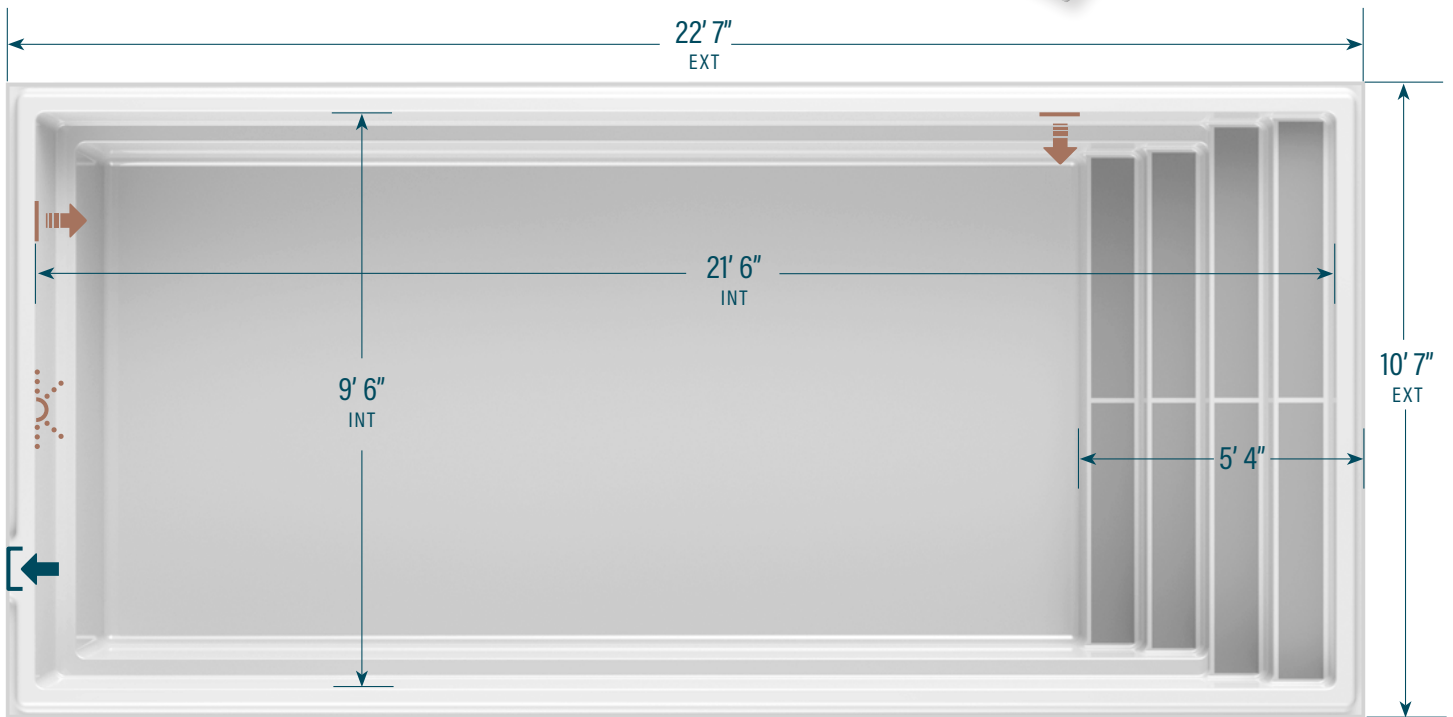 22' 7"
EXT
21' 6"
INT
9' 6"
INT
10' 7"
EXT
5' 4"